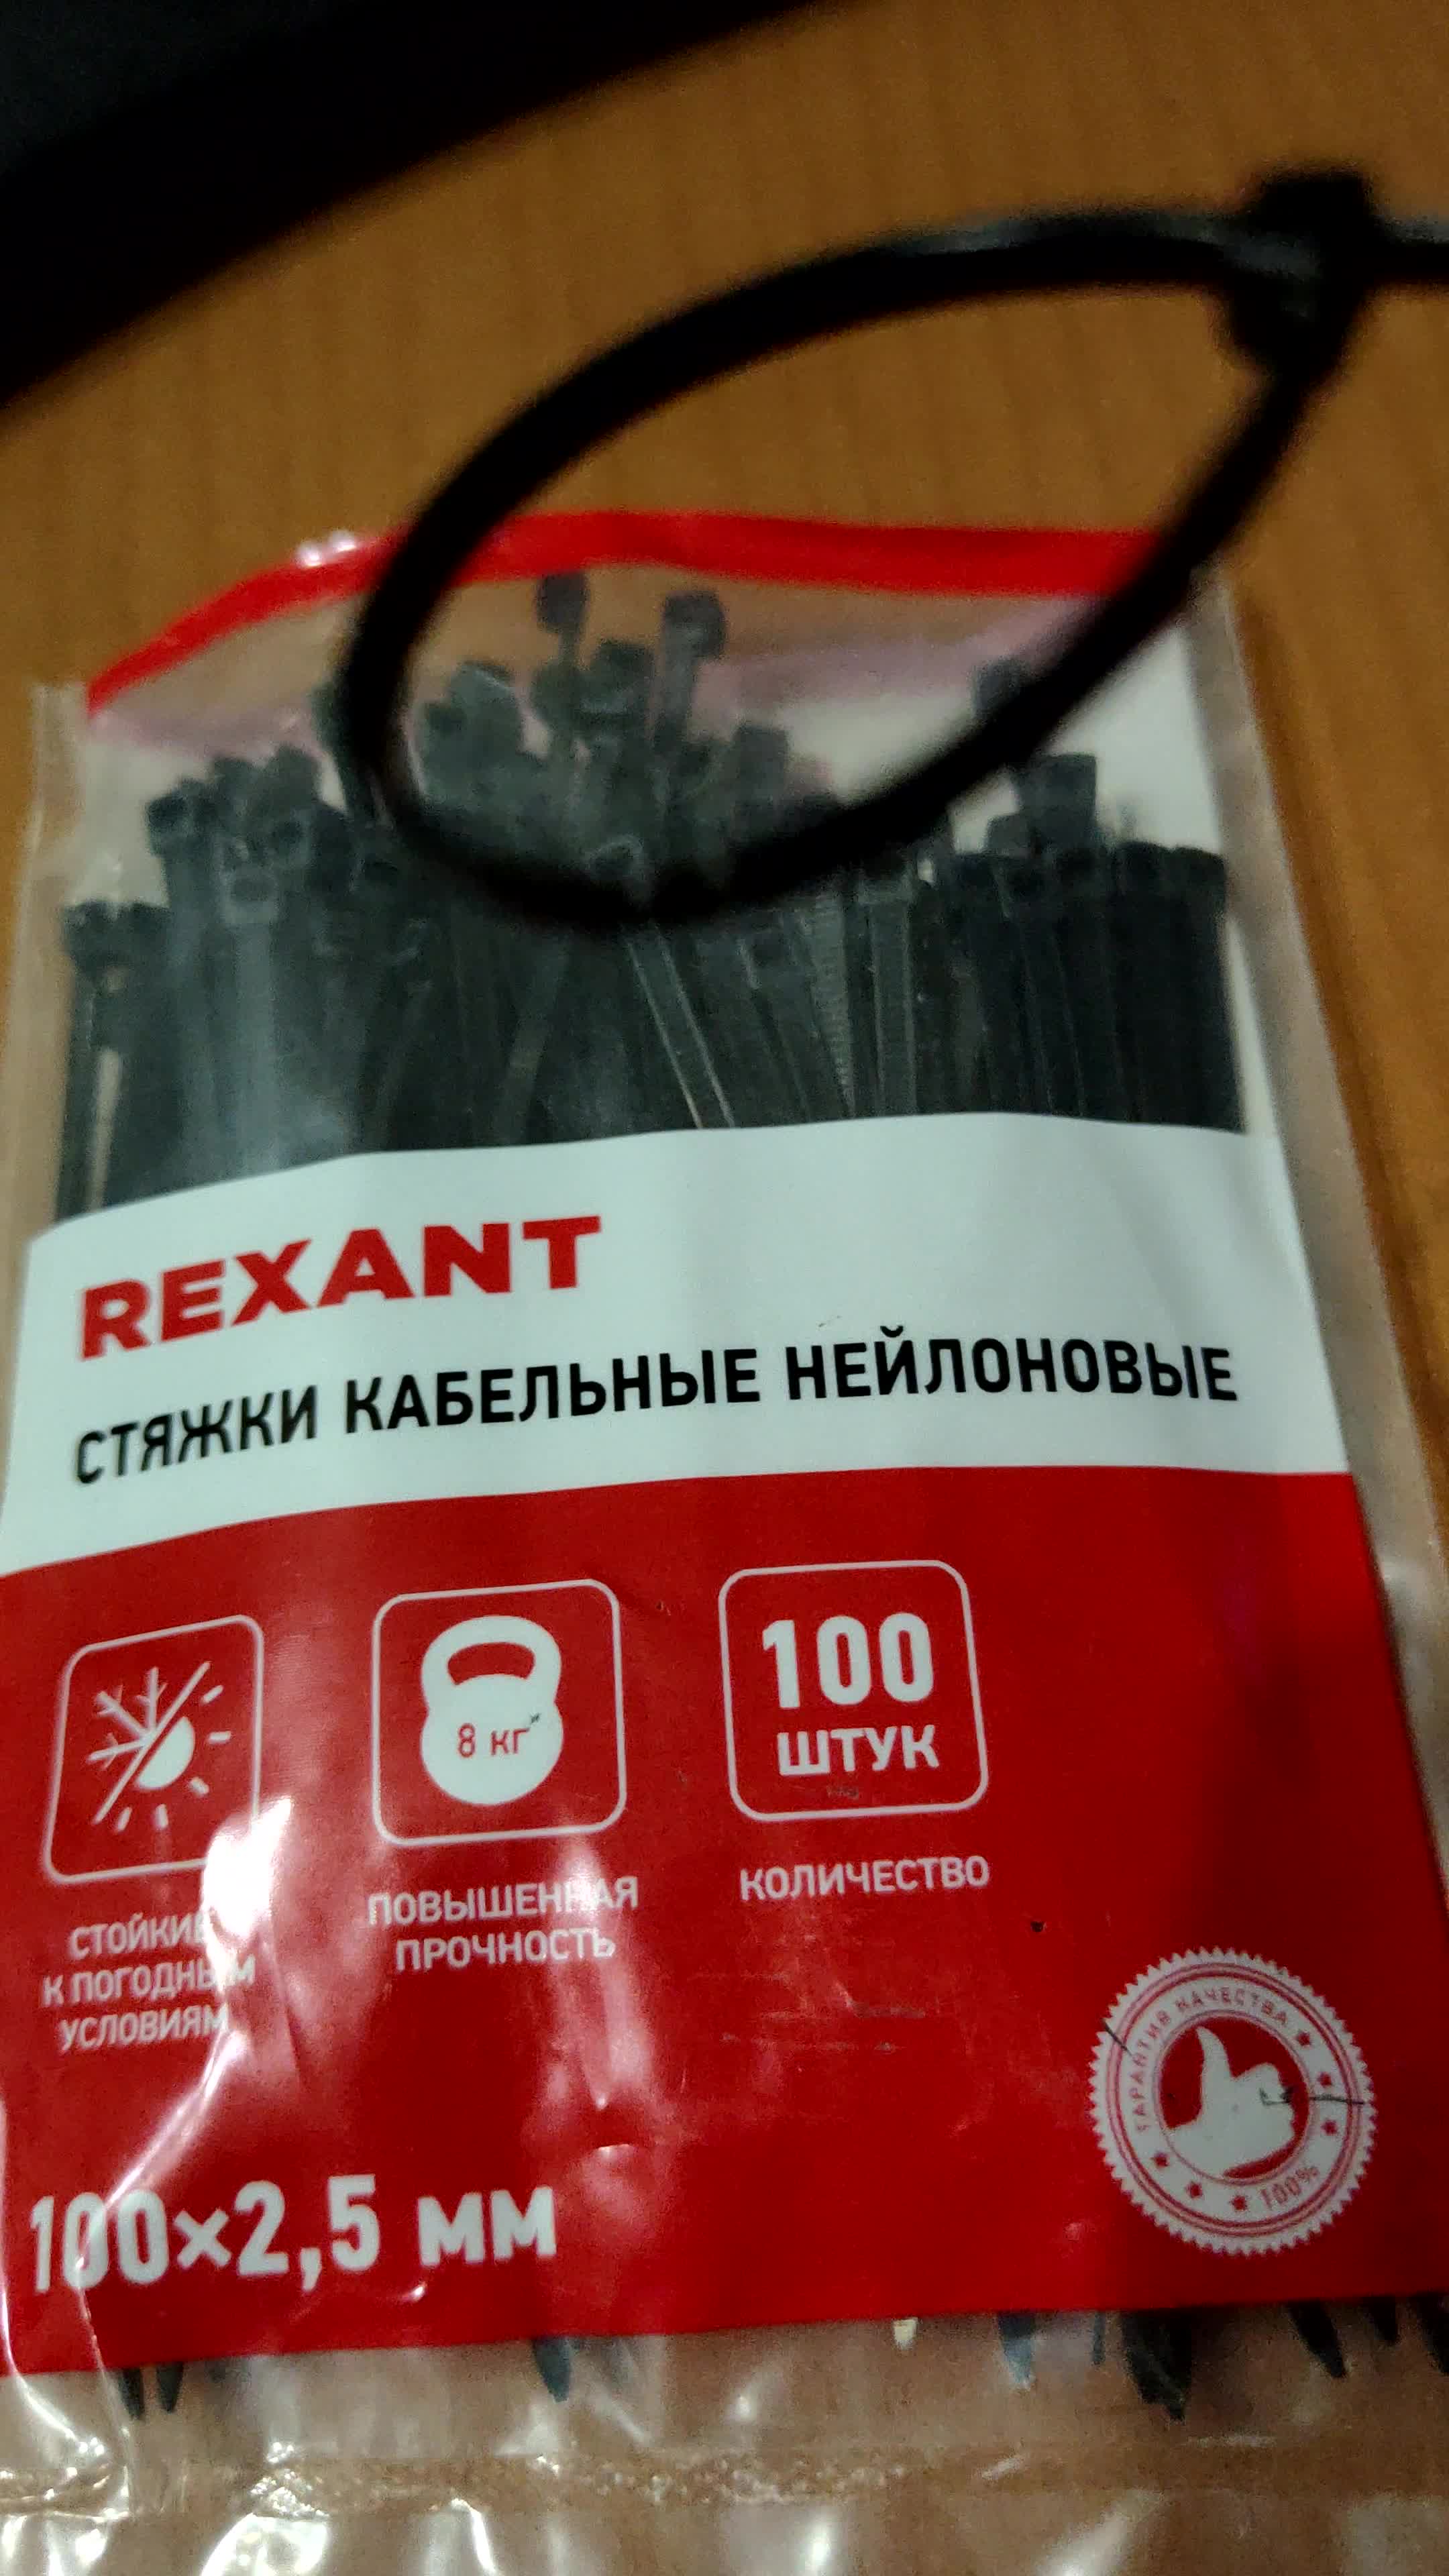 REXANT
СТЯЖКИ КАБЕЛЬНЫЕ НЕЙЛОНОВЫЕ
8 кг
100
ШТУК
СТОЙКИЕ
К ПОГОДНЫМ
УСЛОВИЯМ
ПОВЫШЕННАЯ
ПРОЧНОСТЬ
КОЛИЧЕСТВО
ГАРАНТИЯ КАЧЕСТВА
100%
100×2,5 мм